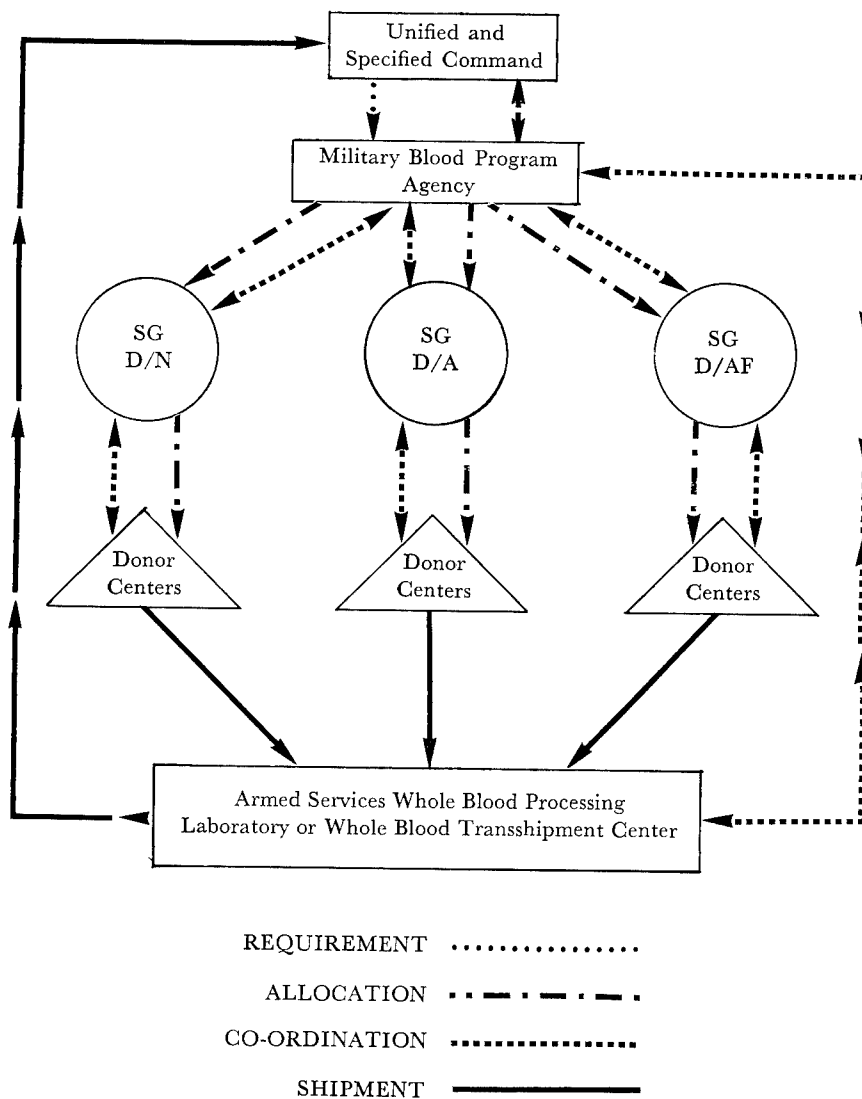 Unified and
Specified Command
Military Blood Program
Agency
SG
D/N
SG
D/A
SG
D/AF
Donor
Centers
Donor
Centers
Donor
Centers
Armed Services Whole Blood Processing
Laboratory or Whole Blood Transshipment Center
REQUIREMENT
ALLOCATION
CO-ORDINATION
SHIPMENT